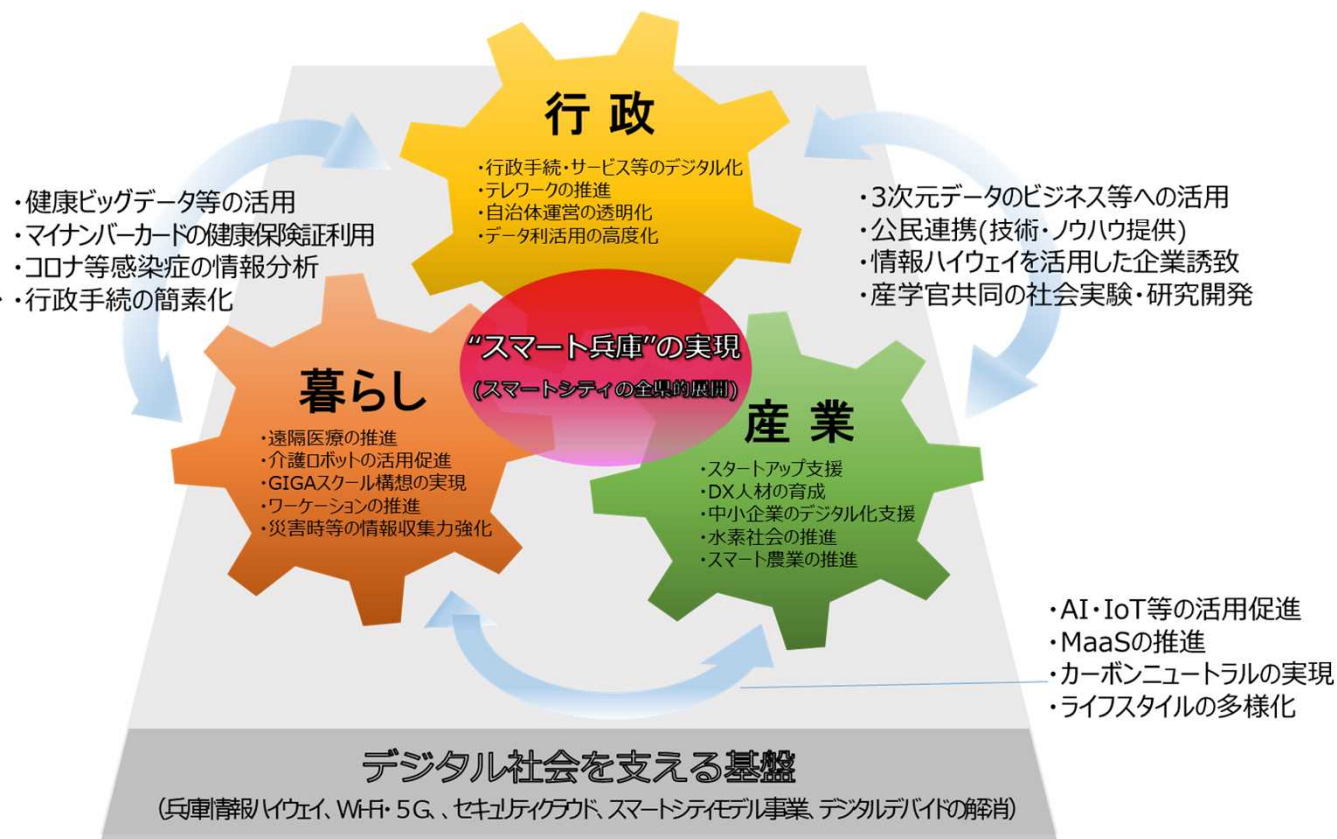 行政
・行政手続・サービス等のデジタル化
・テレワークの推進
・自治体運営の透明化
・データ利活用の高度化
・健康ビッグデータ等の活用
・マイナンバーカードの健康保険証利用
・コロナ等感染症の情報分析
・・行政手続の簡素化
・3次元データのビジネス等への活用
・公民連携(技術・ノウハウ提供)
・情報ハイウェイを活用した企業誘致
・産学官共同の社会実験・研究開発
“スマート兵庫”の実現
(スマートシティの全県的展開)
暮らし
・遠隔医療の推進
・介護ロボットの活用促進
・GIGAスクール構想の実現
・ワーケーションの推進
・災害時等の情報収集力強化
産業
・スタートアップ支援
・DX人材の育成
・中小企業のデジタル化支援
・水素社会の推進
・スマート農業の推進
・AI・IoT等の活用促進
・MaaSの推進
・カーボンニュートラルの実現
・ライフスタイルの多様化
デジタル社会を支える基盤
(兵庫情報ハイウェイ、Wi-Fi・５G、、セキュリティクラウド、スマートシティモデル事業、デジタルデバイドの解消)